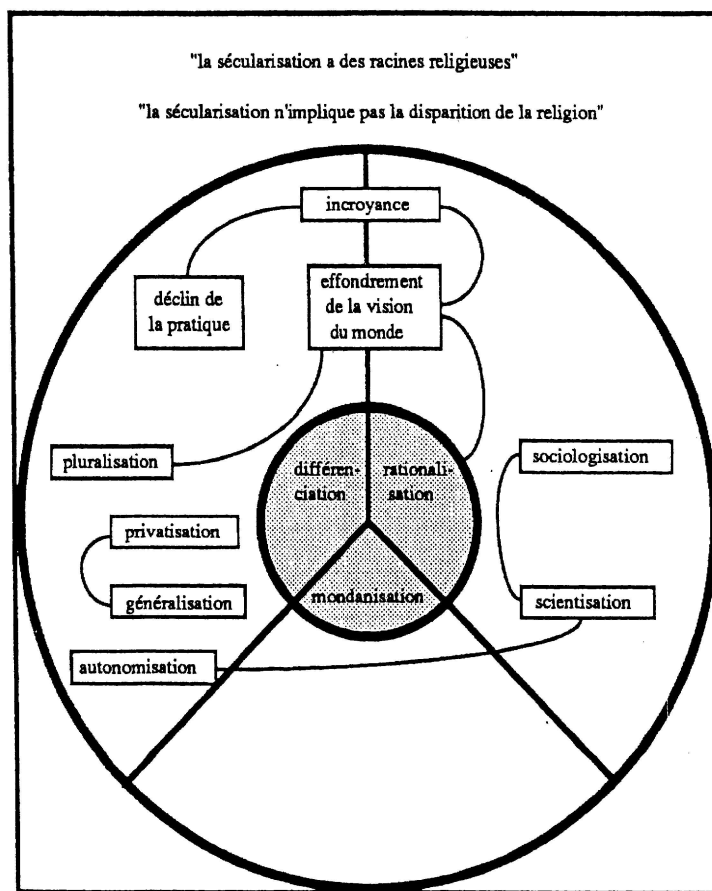 "la sécularisation a des racines religieuses"
"la sécularisation n'implique pas la disparition de la religion"
incroyance
déclin de
la pratique
effondrement
de la vision
du monde
pluralisation
différen-
ciation
rationali-
sation
sociologisation
privatisation
généralisation
mondanisation
scientisation
autonomisation